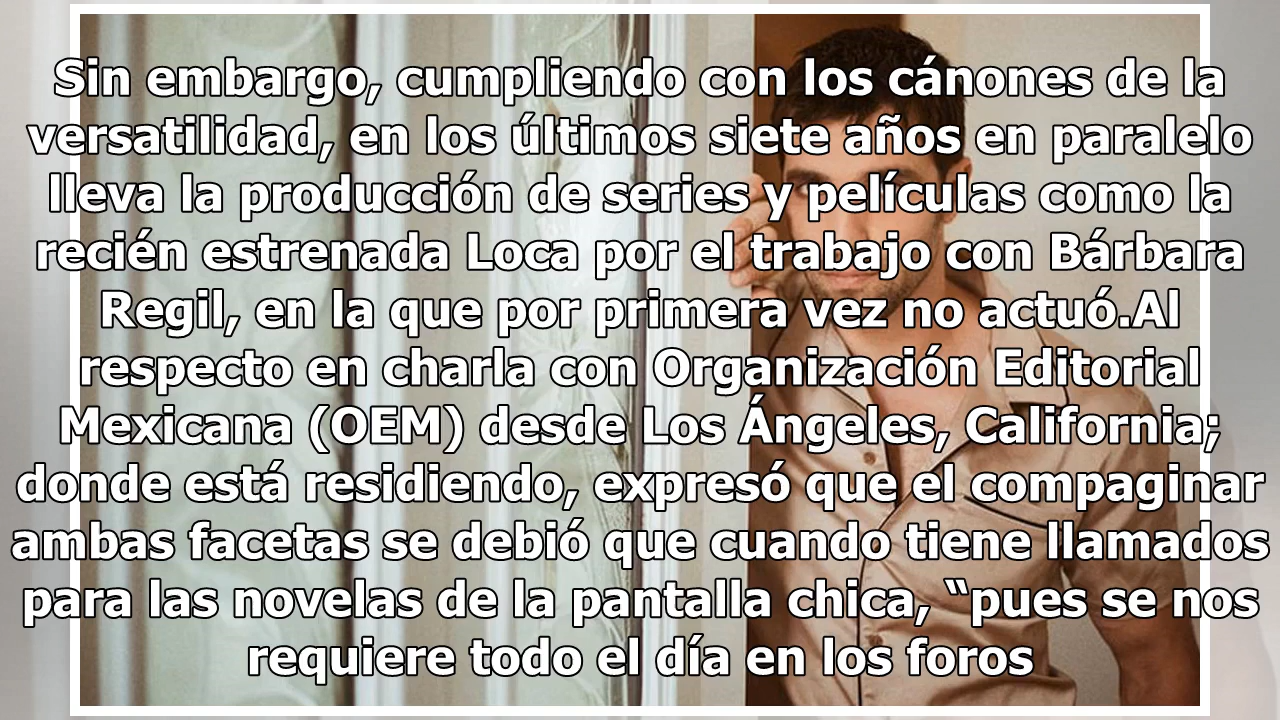 Sin embargo, cumpliendo con los cánones de la
versatilidad, en los últimos siete años en paralelo
lleva la producción de series y películas como la
recién estrenada Loca por el trabajo con Bárbara
Regil, en la que por primera vez no actuó.Al
respecto en charla con Organización Editorial
Mexicana (OEM) desde Los Ángeles, California;
donde está residiendo, expresó que el compaginar
ambas facetas se debió que cuando tiene llamados
para las novelas de la pantalla chica, “pues se nos
requiere todo el día en los foros